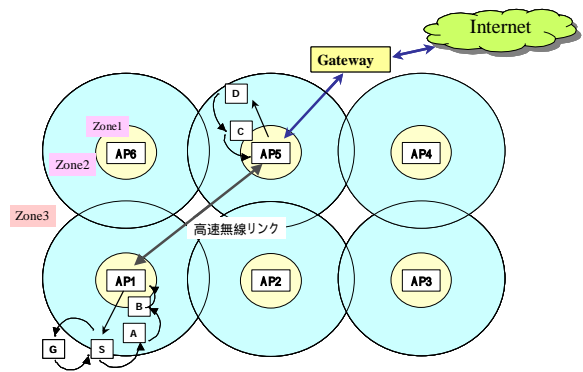 Internet
Gateway
D
Zone1
C
AP6
AP5
AP4
Zone2
Zone3
高速無線リンク
AP1
AP2
AP3
B
A
G
S